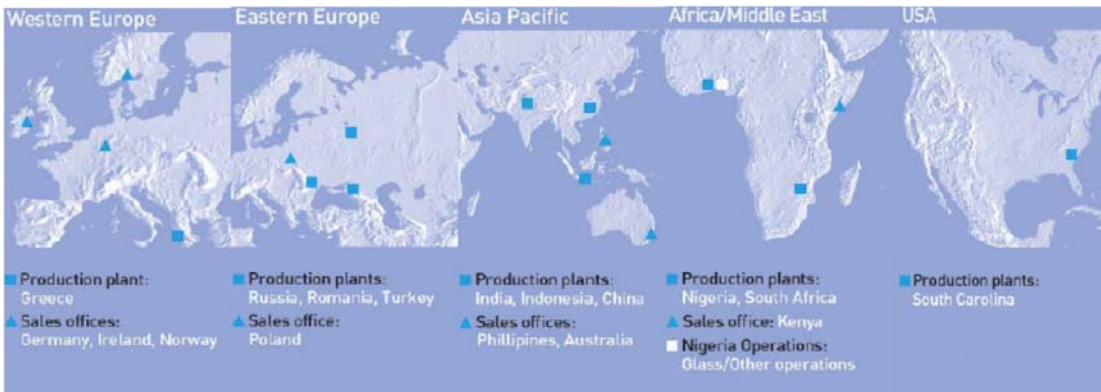 Western Europe
Production plant:
Greece
Sales offices:
Germany, Ireland, Norway
Eastern Europe
Production plants:
Russia, Romania, Turkey
Sales office:
Poland
Asia Pacific
Production plants:
India, Indonesia, China
Sales offices:
Phillipines, Australia
Africa/Middle East
Production plants:
Nigeria, South Africa
Sales office: Kenya
Nigeria Operations:
Glass/Other operations
USA
Production plants:
South Carolina